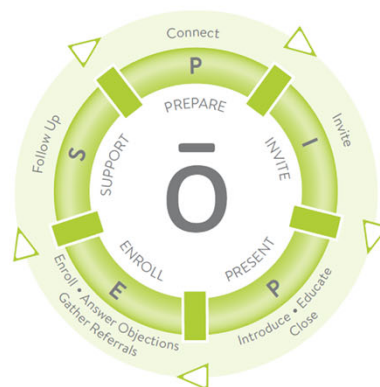 Connect
P
PREPARE
Invite
I
INVITE
Introduce • Educate
Close
P
PRESENT
Enroll • Answer Objections
Gather Referrals
E
ENROLL
Follow Up
S
SUPPORT
ō